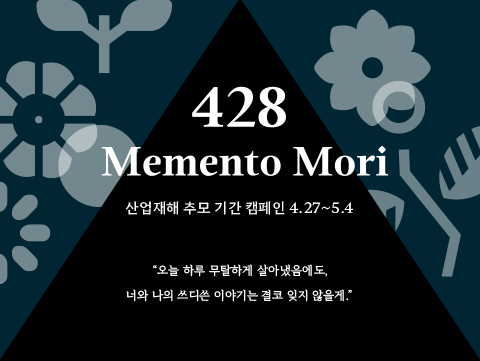 428
Memento Mori
산업재해 추모 기간 캠페인 4.27~5.4
“오늘 하루 무탈하게 살아냈음에도,
너와 나의 쓰디쓴 이야기는 결코 잊지 않을게.”